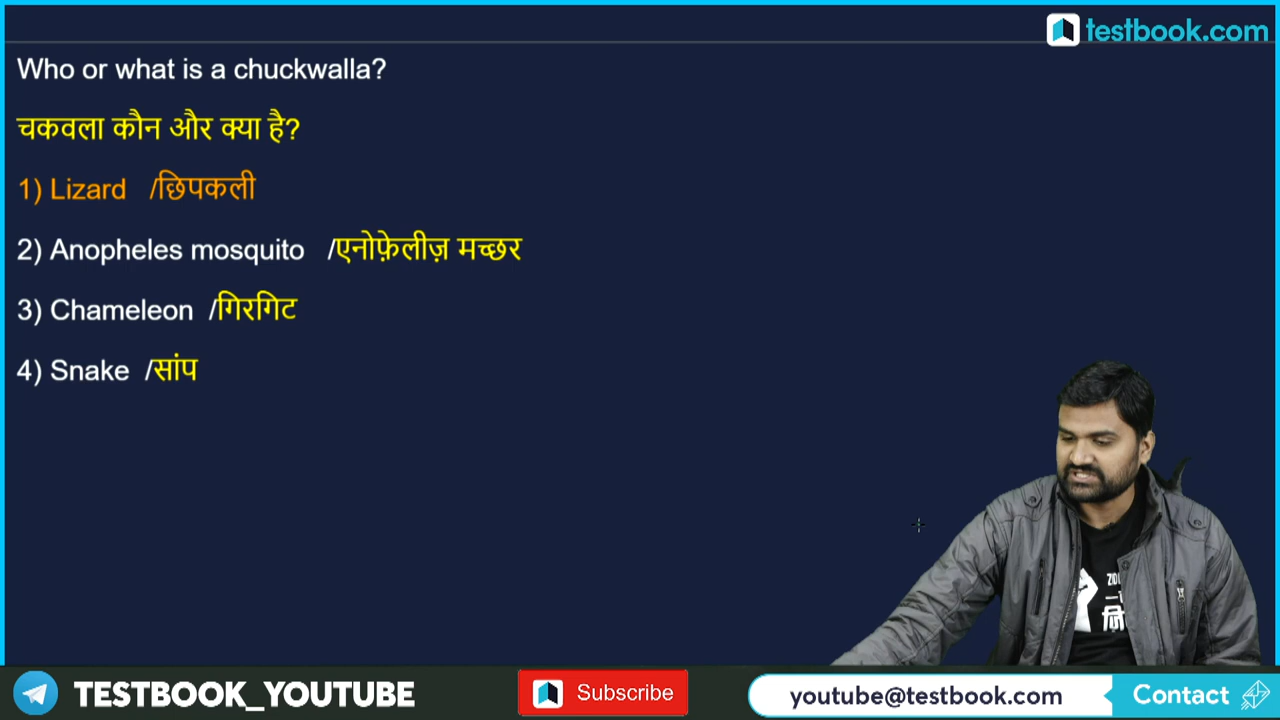 testbook.com
Who or what is a chuckwalla?
चकवला कौन और क्या है?
1) Lizard /छिपकली
2) Anopheles mosquito /एनोफ़ेलीज़ मच्छर
3) Chameleon /गिरगिट
4) Snake /सांप
TESTBOOK_YOUTUBE
Subscribe
youtube@testbook.com
Contact